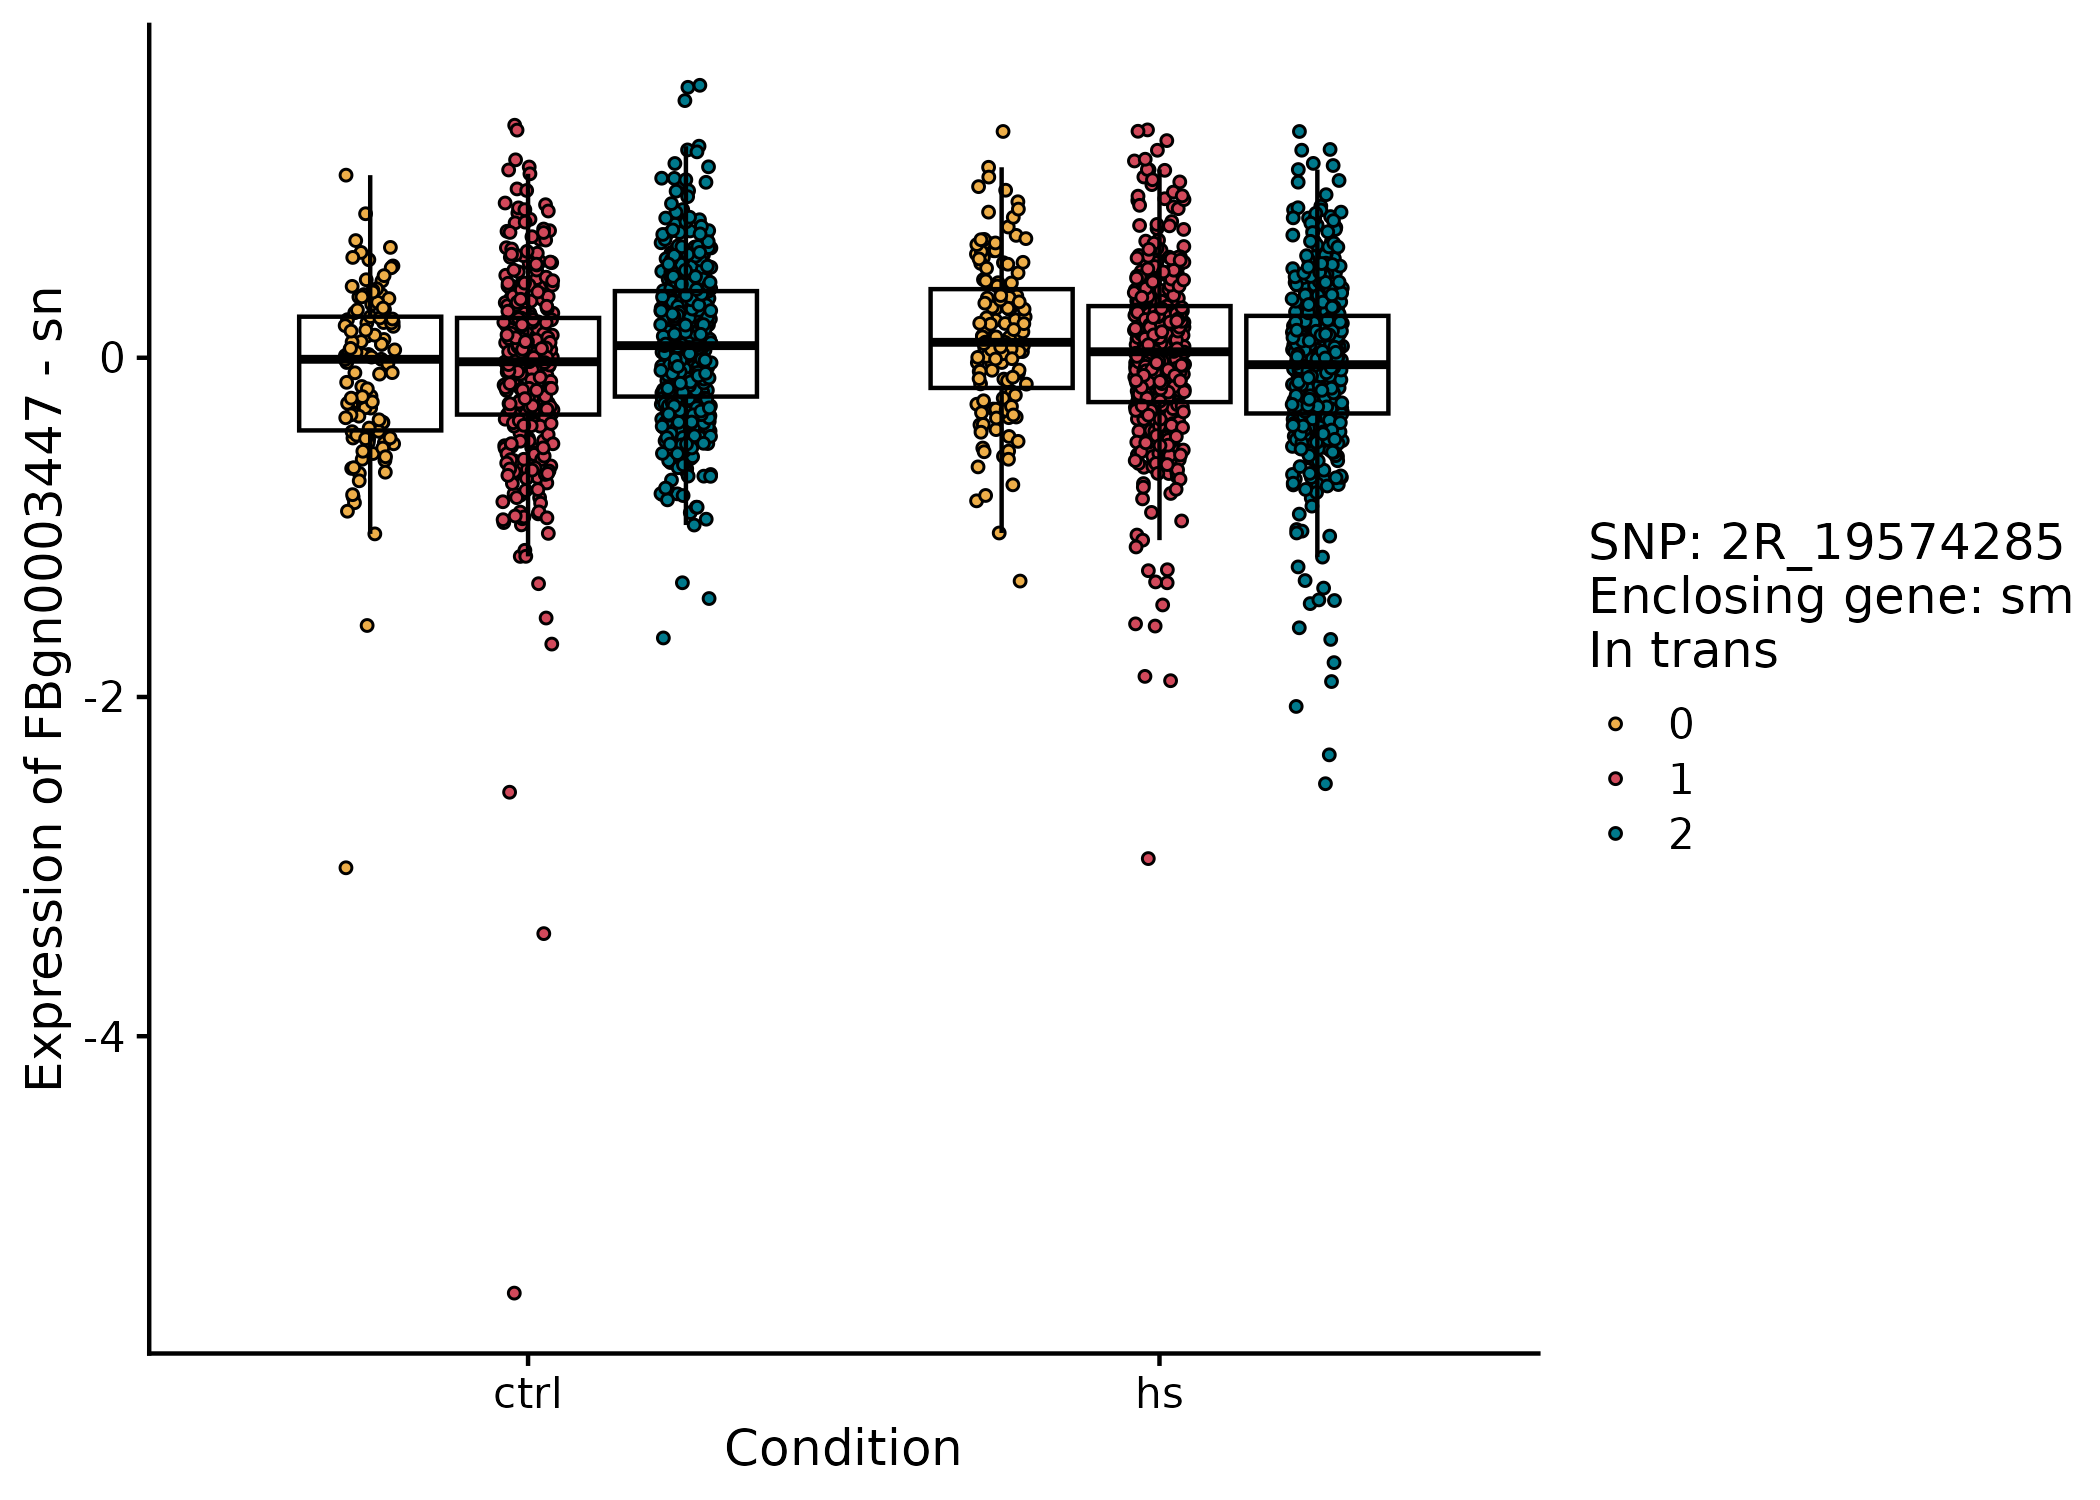 Expression of FBgn0003447 - sn
0
-2
-4
ctrl
hs
Condition
SNP: 2R_19574285
Enclosing gene: sm
In trans
0
1
2